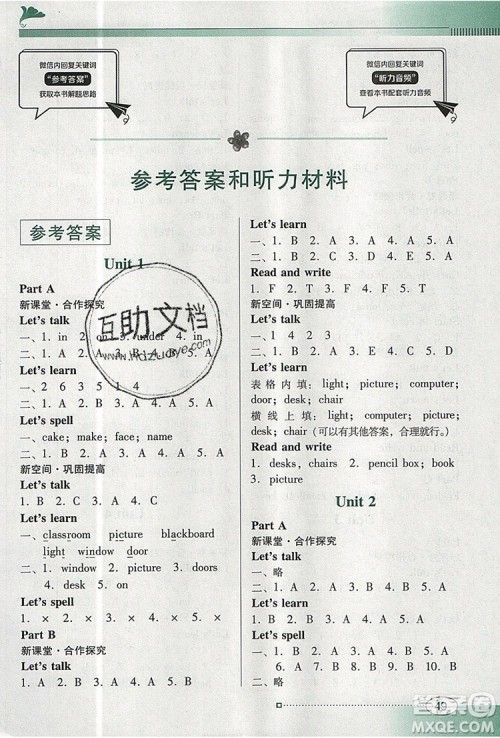 微信内回复关键词
“参考答案”
获取本书解题思路
微信内回复关键词
“听力音频”
查看本书配套听力音频
参考答案和听力材料
参考答案
Unit 1
Part A
新课堂·合作探究
Let's talk
一、1. in 2. on 3.
二、1. A 2. A
Let's learn
一、2 6 3 5 1 4
二、1. A 2. B A 5. A
Let's spell
一、cake; make; face; name
二、1. B 2. A 3. A 4. A 5. A
新空间·巩固提高
1. B 2. C 3. A 4. C
Let's learn
一、classroom picture blackboard
light window door
二、1. door 2. picture 3. doors
4. desk 5. on
Let's spell
1. × 2. × 3. × 4. × 5. ×
Part B
新课堂·合作探究
Let's talk
1. A 2. B 3. A 4. B 5. A
Let's learn
一、1. B 2. A 3. A 4. A 5. A
二、1. A 2. B 3. A 4. A 5. A
Read and write
1. F 2. T 3. F 4. T 5. T
新空间·巩固提高
Let's talk
一、1 4 2 3
二、1. A 2. B 3. A 4. B 5. A
Let's learn
表格内填：light; picture; computer;
door; desk; chair
横线上填：light; computer; picture;
desk; chair（可以有其他答案，合理就行。）
Read and write
1. desks, chairs 2. pencil box; book
3. B 4. A 5. B
Unit 2
Part A
新课堂·合作探究
Let's talk
一、略
二、1. A 2. B 3. B 4. B 5. A
Let's learn
一、1. B 2. A 3. B 4. B 5. A
二、1. B 2. A 3. A 4. A 5. B
Let's spell
一、略
二、1. B 2. B 3. A 4. A 5. A
6. A 7. B 8. B 9. B 10. A
三、1. B 2. A 3. A 4. A 5. A
49
互助文档
MXQE.COM